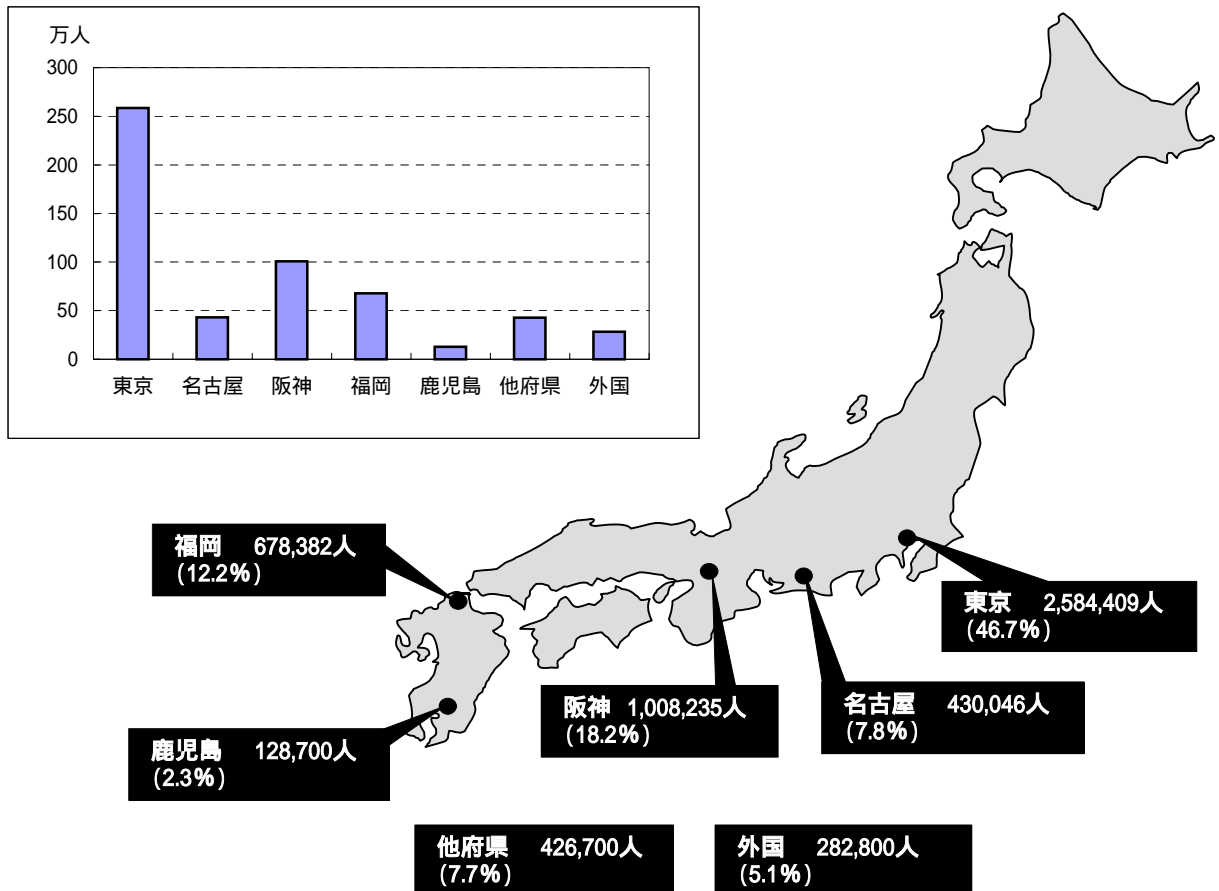 万人
300
250
200
150
100
50
0
東京 名古屋 阪神 福岡 鹿児島 他府県 外国
福岡 678,382人
(12.2%)
東京 2,584,409人
(46.7%)
阪神 1,008,235人
(18.2%)
名古屋 430,046人
(7.8%)
鹿児島 128,700人
(2.3%)
他府県 426,700人
(7.7%)
外国 282,800人
(5.1%)